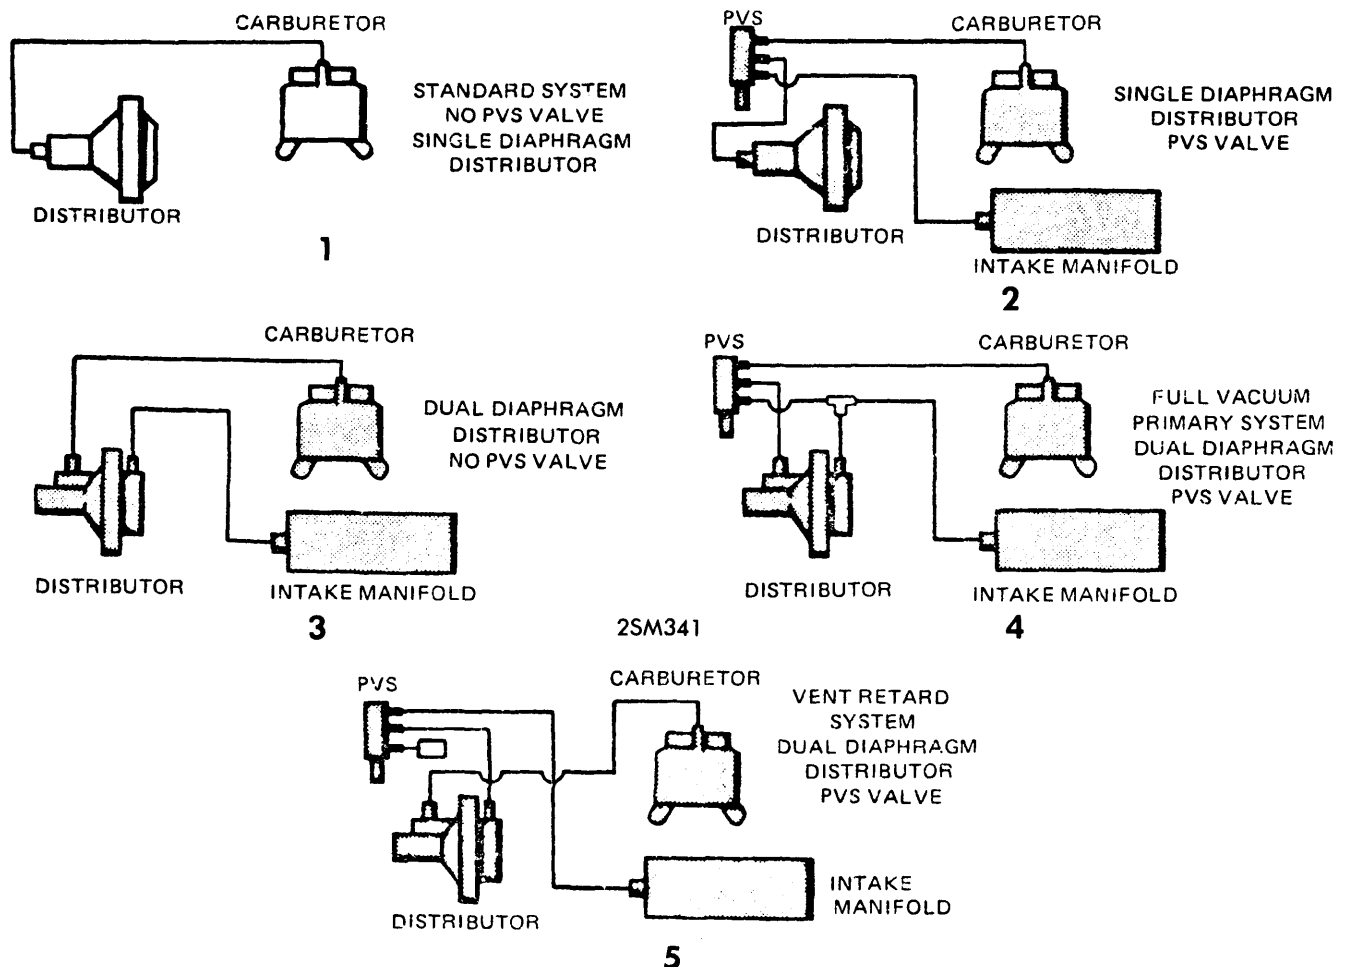 CARBURETOR
STANDARD SYSTEM
NO PVS VALVE
SINGLE DIAPHRAGM
DISTRIBUTOR
DISTRIBUTOR
1
PVS
CARBURETOR
SINGLE DIAPHRAGM
DISTRIBUTOR
PVS VALVE
DISTRIBUTOR
INTAKE MANIFOLD
2
CARBURETOR
DUAL DIAPHRAGM
DISTRIBUTOR
NO PVS VALVE
DISTRIBUTOR
INTAKE MANIFOLD
3
PVS
CARBURETOR
FULL VACUUM
PRIMARY SYSTEM
DUAL DIAPHRAGM
DISTRIBUTOR
PVS VALVE
DISTRIBUTOR
INTAKE MANIFOLD
4
2SM341
PVS
CARBURETOR
VENT RETARD
SYSTEM
DUAL DIAPHRAGM
DISTRIBUTOR
PVS VALVE
DISTRIBUTOR
INTAKE
MANIFOLD
5